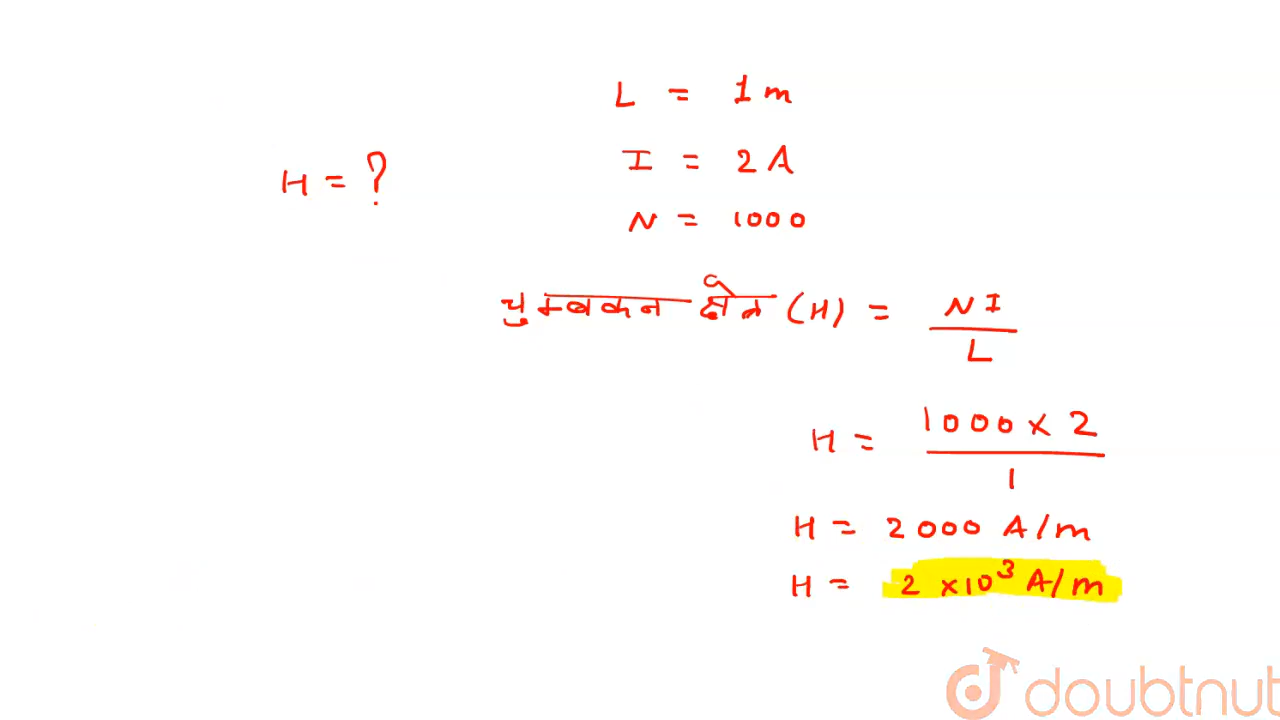 L = 1 m
H = ?
I = 2 A
N = 1000
चुम्बकन क्षेत्र (H) = NI / L
H = 1000 × 2 / 1
H = 2000 A/m
H = 2 × 10³ A/m
doubtnut